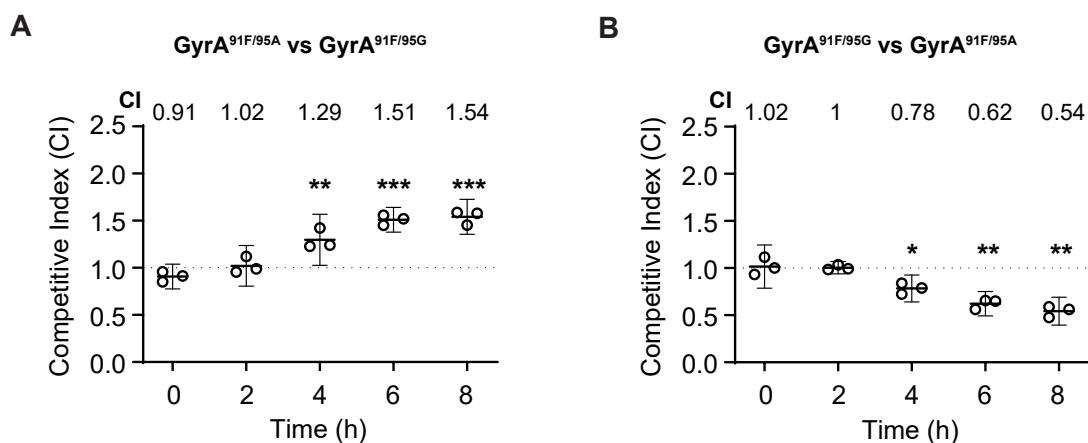 A
GyrA91F/95A vs GyrA91F/95G
CI 0.91 1.02 1.29 1.51 1.54
Competitive Index (CI)
2.5
2.0
1.5
1.0
0.5
0.0
** *** ***
0 2 4 6 8
Time (h)
B
GyrA91F/95G vs GyrA91F/95A
CI 1.02 1 0.78 0.62 0.54
Competitive Index (CI)
2.5
2.0
1.5
1.0
0.5
0.0
* ** **
0 2 4 6 8
Time (h)